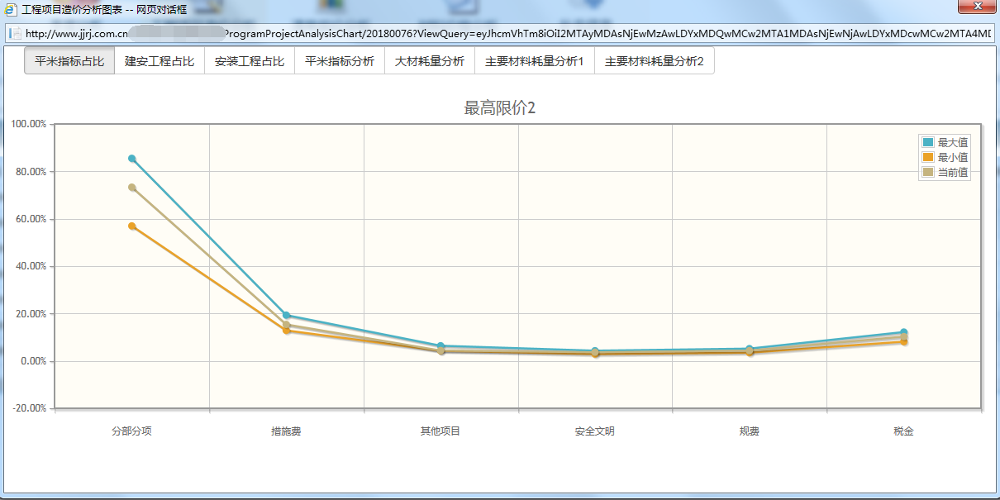 工程项目造价分析图表 -- 网页对话框
http://www.jjrj.com.cn
ProgramProjectAnalysisChart/20180076?ViewQuery=eyJhcmVhTm8iOiI2MTAyMDAsNjEwMzAwLDYxMDQwMCw2MTA1MDAsNjEwNjAwLDYxMDcwMCw2MTA4MD
平米指标占比 建安工程占比 安装工程占比 平米指标分析 大材耗量分析 主要材料耗量分析1 主要材料耗量分析2
最高限价2
100.00%
80.00%
60.00%
40.00%
20.00%
0.00%
-20.00%
最大值
最小值
当前值
分部分项 措施费 其他项目 安全文明 规费 税金